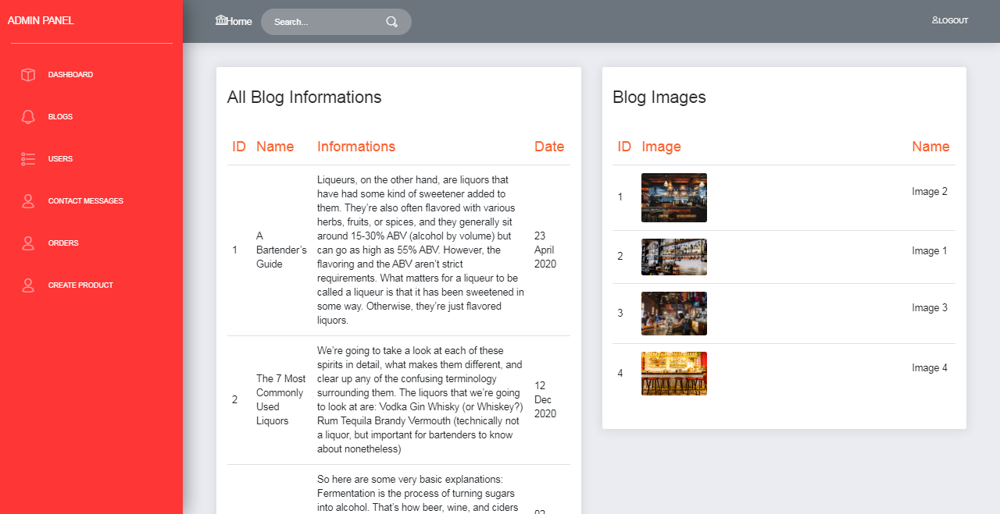 ADMIN PANEL
DASHBOARD
BLOGS
USERS
CONTACT MESSAGES
ORDERS
CREATE PRODUCT
Home
Search...
LOGOUT
All Blog Informations
ID Name Informations Date
1
A
Bartender’s
Guide
Liqueurs, on the other hand, are liquors that
have had some kind of sweetener added to
them. They’re also often flavored with various
herbs, fruits, or spices, and they generally sit
around 15-30% ABV (alcohol by volume) but
can go as high as 55% ABV. However, the
flavoring and the ABV aren’t strict
requirements. What matters for a liqueur to be
called a liqueur is that it has been sweetened in
some way. Otherwise, they’re just flavored
liquors.
23
April
2020
2
The 7 Most
Commonly
Used
Liquors
We’re going to take a look at each of these
spirits in detail, what makes them different, and
clear up any of the confusing terminology
surrounding them. The liquors that we’re going
to look at are: Vodka Gin Whisky (or Whiskey?)
Rum Tequila Brandy Vermouth (technically not
a liquor, but important for bartenders to know
about nonetheless)
12
Dec
2020
So here are some very basic explanations:
Fermentation is the process of turning sugars
into alcohol. That’s how beer, wine, and ciders
Blog Images
ID Image Name
1 Image 2
2 Image 1
3 Image 3
4 Image 4